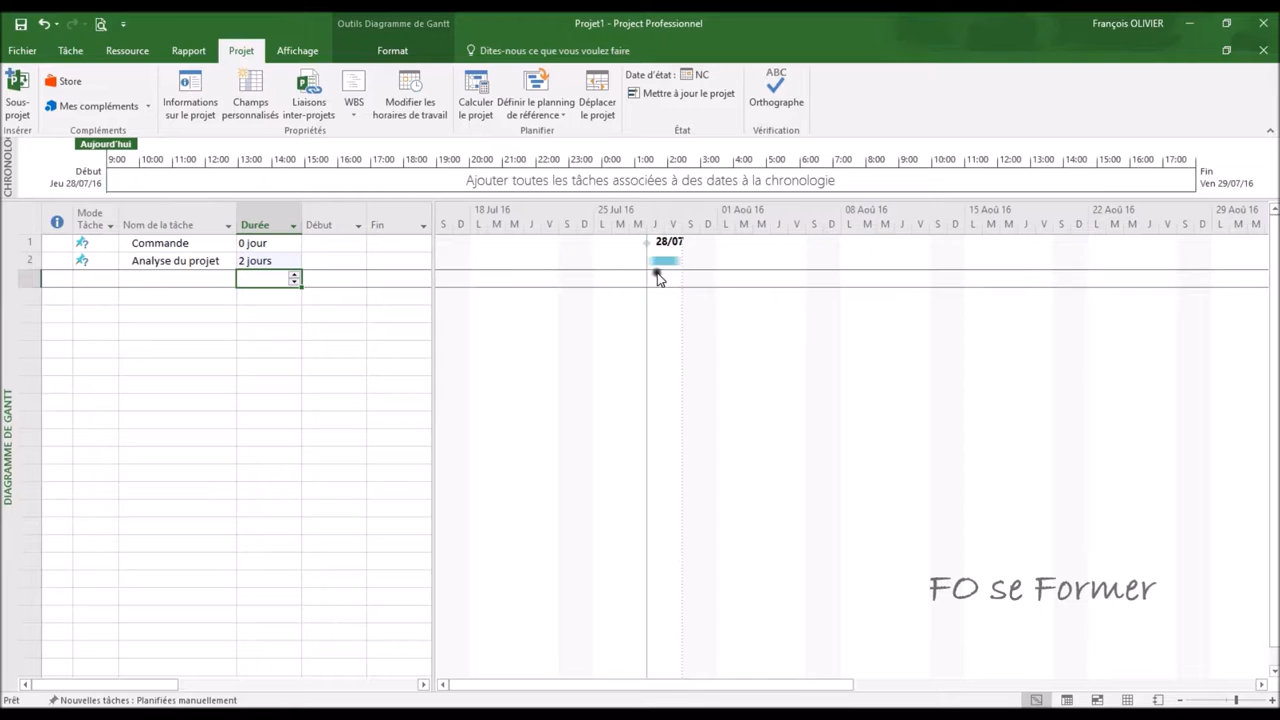 Outils Diagramme de Gantt
Projet1 - Project Professionnel
François OLIVIER
Fichier Tâche Ressource Rapport Projet Affichage Format Dites-nous ce que vous voulez faire
Sous-projet
Insérer
Store
Mes compléments
Compléments
Informations sur le projet
Champs personnalisés
Liaisons inter-projets
WBS
Modifier les horaires de travail
Propriétés
Calculer le projet
Définir le planning de référence
Déplacer le projet
Planifier
Date d'état : NC
Mettre à jour le projet
État
ABC
Orthographe
Vérification
Aujourd'hui
9:00 10:00 11:00 12:00 13:00 14:00 15:00 16:00 17:00 18:00 19:00 20:00 21:00 22:00 23:00 0:00 1:00 2:00 3:00 4:00 5:00 6:00 7:00 8:00 9:00 10:00 11:00 12:00 13:00 14:00 15:00 16:00 17:00
Début
Jeu 28/07/16
Ajouter toutes les tâches associées à des dates à la chronologie
Fin
Ven 29/07/16
Mode Tâche Nom de la tâche Durée Début Fin
18 Jul 16 25 Jul 16 01 Aoû 16 08 Aoû 16 15 Aoû 16 22 Aoû 16 29 Aoû 16
S D L M M J V S D L M M J V S D L M M J V S D L M M J V S D L M M J V S D L M M J V S D L M M
1 Commande 0 jour 28/07
2 Analyse du projet 2 jours
DIAGRAMME DE GANTT
FO se Former
Prêt Nouvelles tâches : Planifiées manuellement